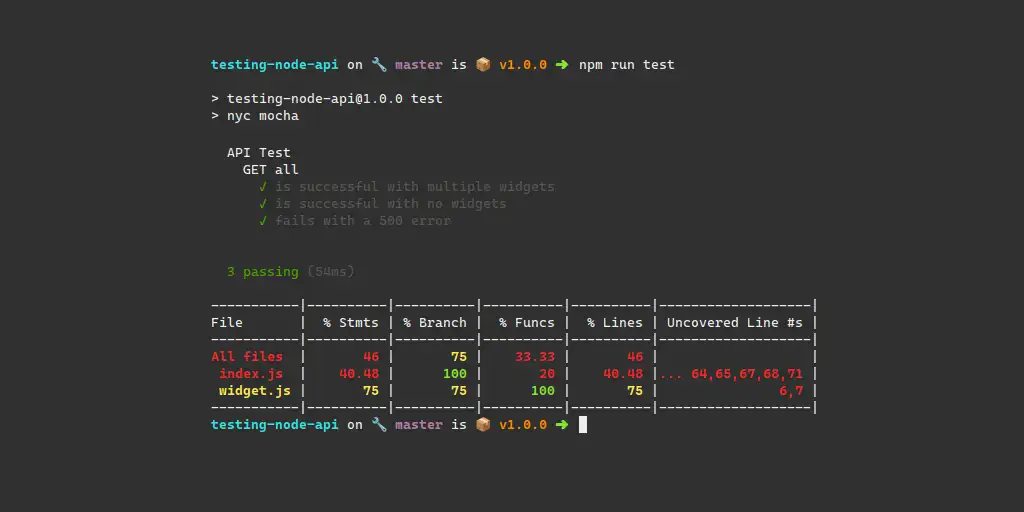 testing-node-api on 🔧 master is 📦 v1.0.0 ➜ npm run test
> testing-node-api@1.0.0 test
> nyc mocha
API Test
GET all
✓ is successful with multiple widgets
✓ is successful with no widgets
✓ fails with a 500 error
3 passing (54ms)
-----------|----------|----------|----------|----------|-------------------|
File       |  % Stmts | % Branch |  % Funcs |  % Lines | Uncovered Line #s |
-----------|----------|----------|----------|----------|-------------------|
All files  |       46 |       75 |    33.33 |       46 |                   |
 index.js  |    40.48 |      100 |       20 |    40.48 |... 64,65,67,68,71 |
 widget.js |       75 |       75 |      100 |       75 |               6,7 |
-----------|----------|----------|----------|----------|-------------------|
testing-node-api on 🔧 master is 📦 v1.0.0 ➜